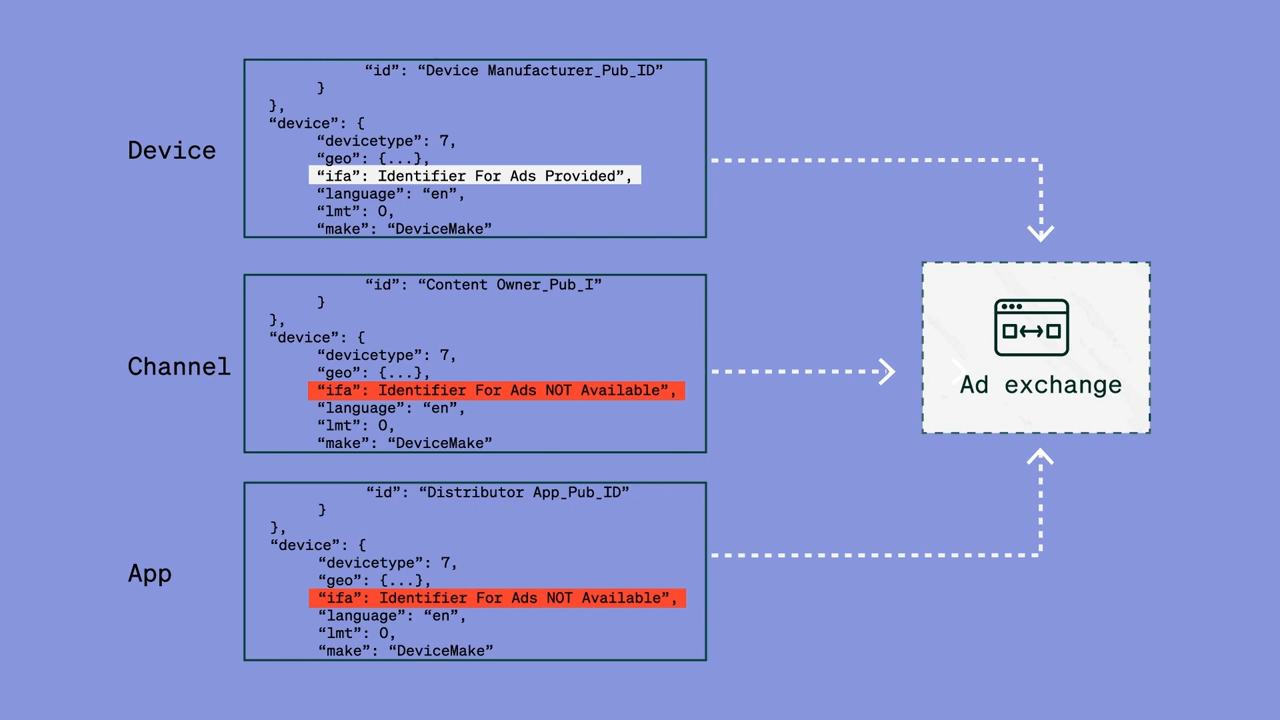 Device
“id”: “Device Manufacturer_Pub_ID”
}
},
“device”: {
“devicetype”: 7,
“geo”: {...},
“ifa”: Identifier For Ads Provided”,
“language”: “en”,
“lmt”: 0,
“make”: “DeviceMake”
Channel
“id”: “Content Owner_Pub_I”
}
},
“device”: {
“devicetype”: 7,
“geo”: {...},
“ifa”: Identifier For Ads NOT Available”,
“language”: “en”,
“lmt”: 0,
“make”: “DeviceMake”
App
“id”: “Distributor App_Pub_ID”
}
},
“device”: {
“devicetype”: 7,
“geo”: {...},
“ifa”: Identifier For Ads NOT Available”,
“language”: “en”,
“lmt”: 0,
“make”: “DeviceMake”
Ad exchange